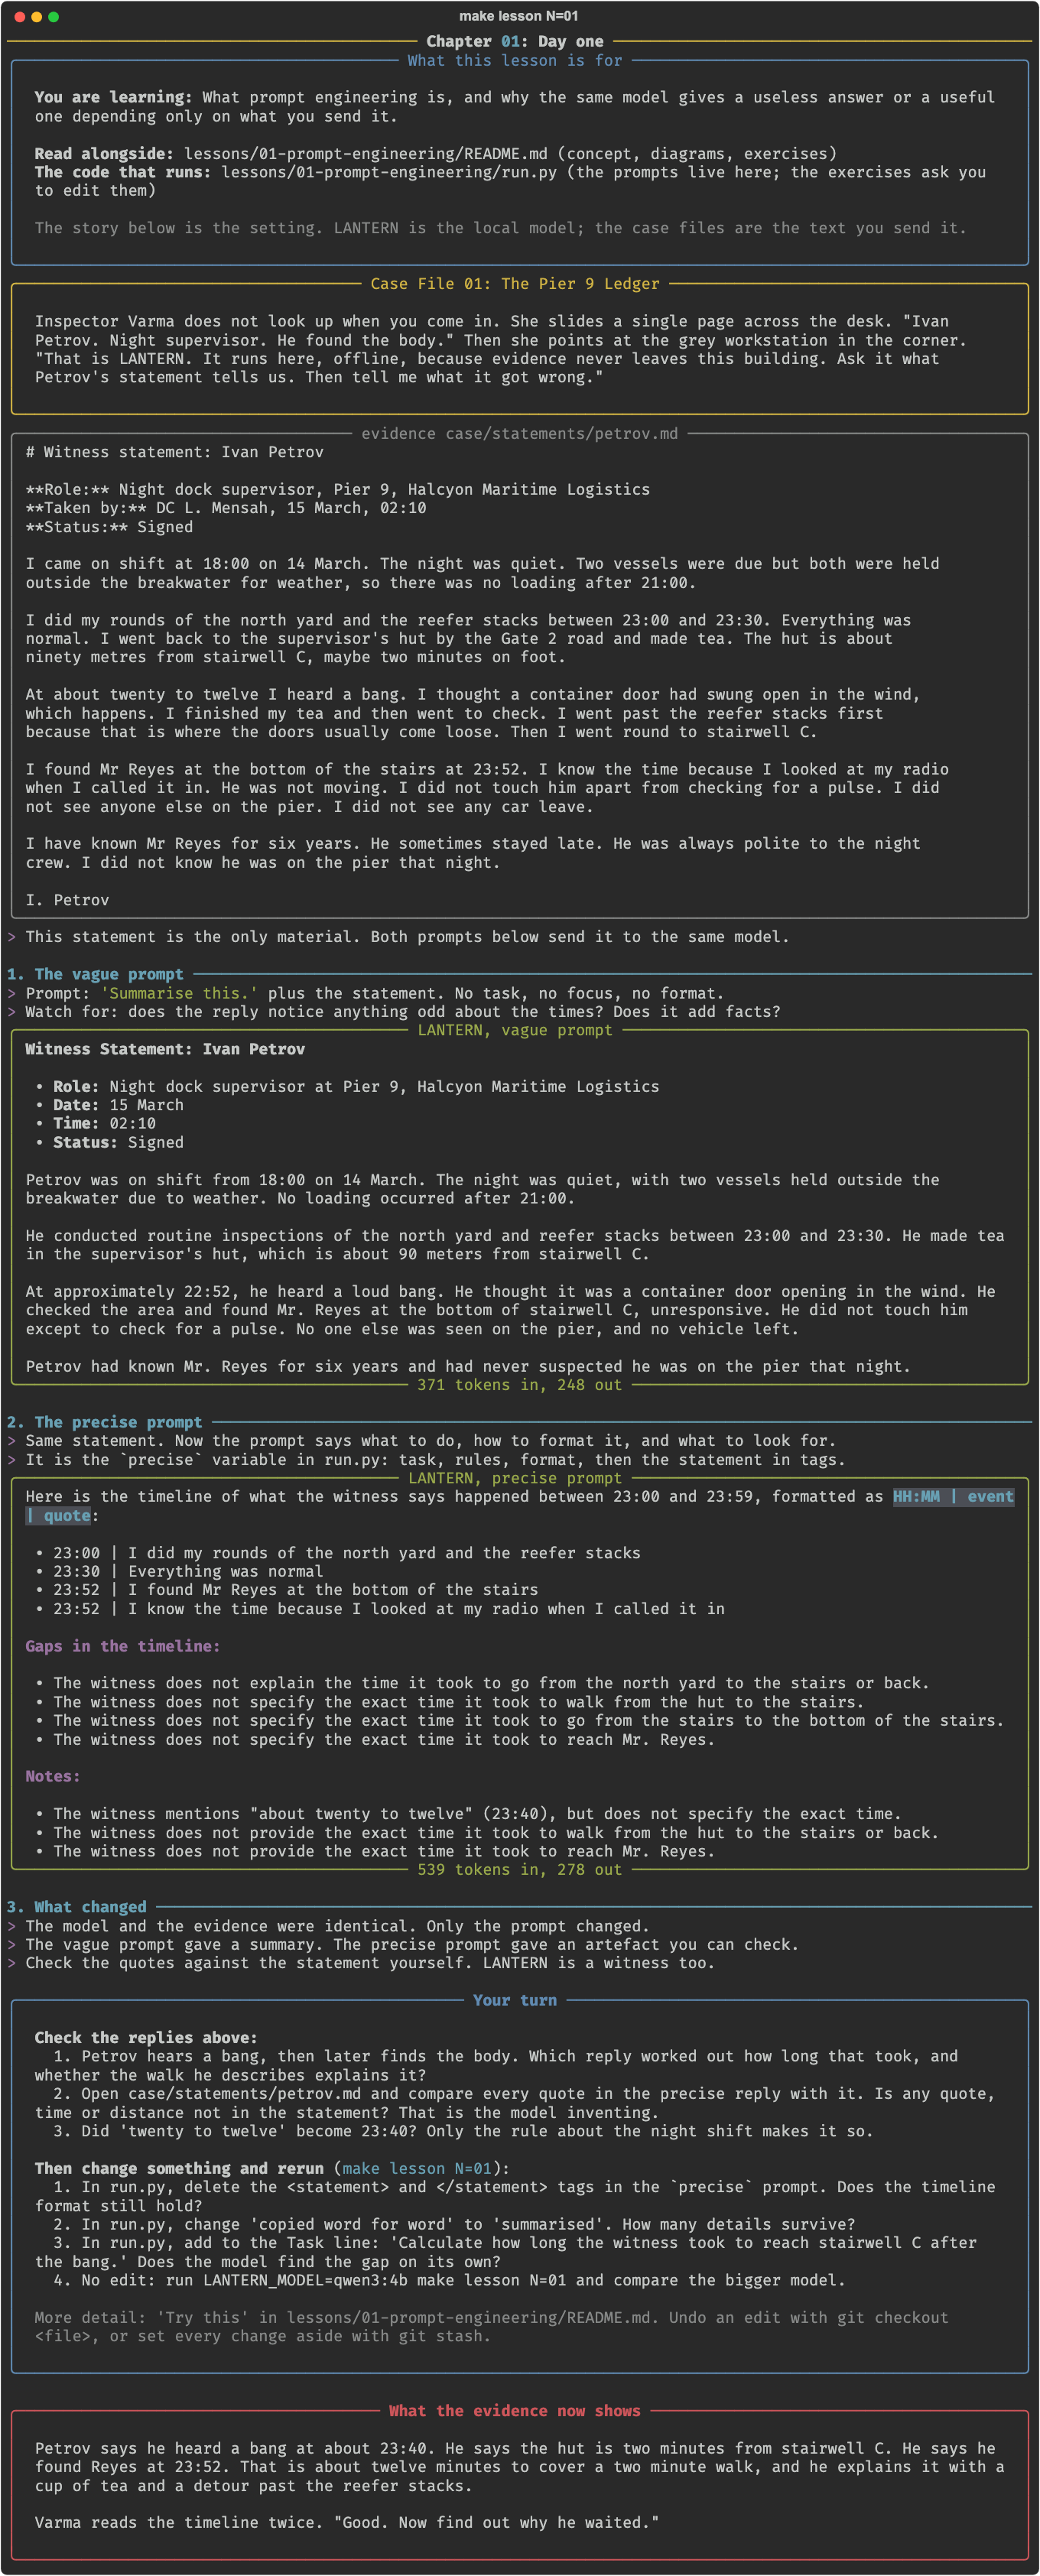 make lesson N=01
Chapter 01: Day one
What this lesson is for
You are learning: What prompt engineering is, and why the same model gives a useless answer or a useful
one depending only on what you send it.
Read alongside: lessons/01-prompt-engineering/README.md (concept, diagrams, exercises)
The code that runs: lessons/01-prompt-engineering/run.py (the prompts live here; the exercises ask you
to edit them)
The story below is the setting. LANTERN is the local model; the case files are the text you send it.
Case File 01: The Pier 9 Ledger
Inspector Varma does not look up when you come in. She slides a single page across the desk. "Ivan
Petrov. Night supervisor. He found the body." Then she points at the grey workstation in the corner.
"That is LANTERN. It runs here, offline, because evidence never leaves this building. Ask it what
Petrov's statement tells us. Then tell me what it got wrong."
evidence case/statements/petrov.md
# Witness statement: Ivan Petrov
**Role:** Night dock supervisor, Pier 9, Halcyon Maritime Logistics
**Taken by:** DC L. Mensah, 15 March, 02:10
**Status:** Signed
I came on shift at 18:00 on 14 March. The night was quiet. Two vessels were due but both were held
outside the breakwater for weather, so there was no loading after 21:00.
I did my rounds of the north yard and the reefer stacks between 23:00 and 23:30. Everything was
normal. I went back to the supervisor's hut by the Gate 2 road and made tea. The hut is about
ninety metres from stairwell C, maybe two minutes on foot.
At about twenty to twelve I heard a bang. I thought a container door had swung open in the wind,
which happens. I finished my tea and then went to check. I went past the reefer stacks first
because that is where the doors usually come loose. Then I went round to stairwell C.
I found Mr Reyes at the bottom of the stairs at 23:52. I know the time because I looked at my radio
when I called it in. He was not moving. I did not touch him apart from checking for a pulse. I did
not see anyone else on the pier. I did not see any car leave.
I have known Mr Reyes for six years. He sometimes stayed late. He was always polite to the night
crew. I did not know he was on the pier that night.
I. Petrov
> This statement is the only material. Both prompts below send it to the same model.
1. The vague prompt
> Prompt: 'Summarise this.' plus the statement. No task, no focus, no format.
> Watch for: does the reply notice anything odd about the times? Does it add facts?
LANTERN, vague prompt
Witness Statement: Ivan Petrov
• Role: Night dock supervisor at Pier 9, Halcyon Maritime Logistics
• Date: 15 March
• Time: 02:10
• Status: Signed
Petrov was on shift from 18:00 on 14 March. The night was quiet, with two vessels held outside the
breakwater due to weather. No loading occurred after 21:00.
He conducted routine inspections of the north yard and reefer stacks between 23:00 and 23:30. He made tea
in the supervisor's hut, which is about 90 meters from stairwell C.
At approximately 22:52, he heard a loud bang. He thought it was a container door opening in the wind. He
checked the area and found Mr. Reyes at the bottom of stairwell C, unresponsive. He did not touch him
except to check for a pulse. No one else was seen on the pier, and no vehicle left.
Petrov had known Mr. Reyes for six years and had never suspected he was on the pier that night.
371 tokens in, 248 out
2. The precise prompt
> Same statement. Now the prompt says what to do, how to format it, and what to look for.
> It is the `precise` variable in run.py: task, rules, format, then the statement in tags.
LANTERN, precise prompt
Here is the timeline of what the witness says happened between 23:00 and 23:59, formatted as HH:MM | event
| quote:
• 23:00 | I did my rounds of the north yard and the reefer stacks
• 23:30 | Everything was normal
• 23:52 | I found Mr Reyes at the bottom of the stairs
• 23:52 | I know the time because I looked at my radio when I called it in
Gaps in the timeline:
• The witness does not explain the time it took to go from the north yard to the stairs or back.
• The witness does not specify the exact time it took to walk from the hut to the stairs.
• The witness does not specify the exact time it took to go from the stairs to the bottom of the stairs.
• The witness does not specify the exact time it took to reach Mr. Reyes.
Notes:
• The witness mentions "about twenty to twelve" (23:40), but does not specify the exact time.
• The witness does not provide the exact time it took to walk from the hut to the stairs or back.
• The witness does not provide the exact time it took to reach Mr. Reyes.
539 tokens in, 278 out
3. What changed
> The model and the evidence were identical. Only the prompt changed.
> The vague prompt gave a summary. The precise prompt gave an artefact you can check.
> Check the quotes against the statement yourself. LANTERN is a witness too.
Your turn
Check the replies above:
1. Petrov hears a bang, then later finds the body. Which reply worked out how long that took, and
whether the walk he describes explains it?
2. Open case/statements/petrov.md and compare every quote in the precise reply with it. Is any quote,
time or distance not in the statement? That is the model inventing.
3. Did 'twenty to twelve' become 23:40? Only the rule about the night shift makes it so.
Then change something and rerun (make lesson N=01):
1. In run.py, delete the <statement> and </statement> tags in the `precise` prompt. Does the timeline
format still hold?
2. In run.py, change 'copied word for word' to 'summarised'. How many details survive?
3. In run.py, add to the Task line: 'Calculate how long the witness took to reach stairwell C after
the bang.' Does the model find the gap on its own?
4. No edit: run LANTERN_MODEL=qwen3:4b make lesson N=01 and compare the bigger model.
More detail: 'Try this' in lessons/01-prompt-engineering/README.md. Undo an edit with git checkout
<file>, or set every change aside with git stash.
What the evidence now shows
Petrov says he heard a bang at about 23:40. He says the hut is two minutes from stairwell C. He says he
found Reyes at 23:52. That is about twelve minutes to cover a two minute walk, and he explains it with a
cup of tea and a detour past the reefer stacks.
Varma reads the timeline twice. "Good. Now find out why he waited."